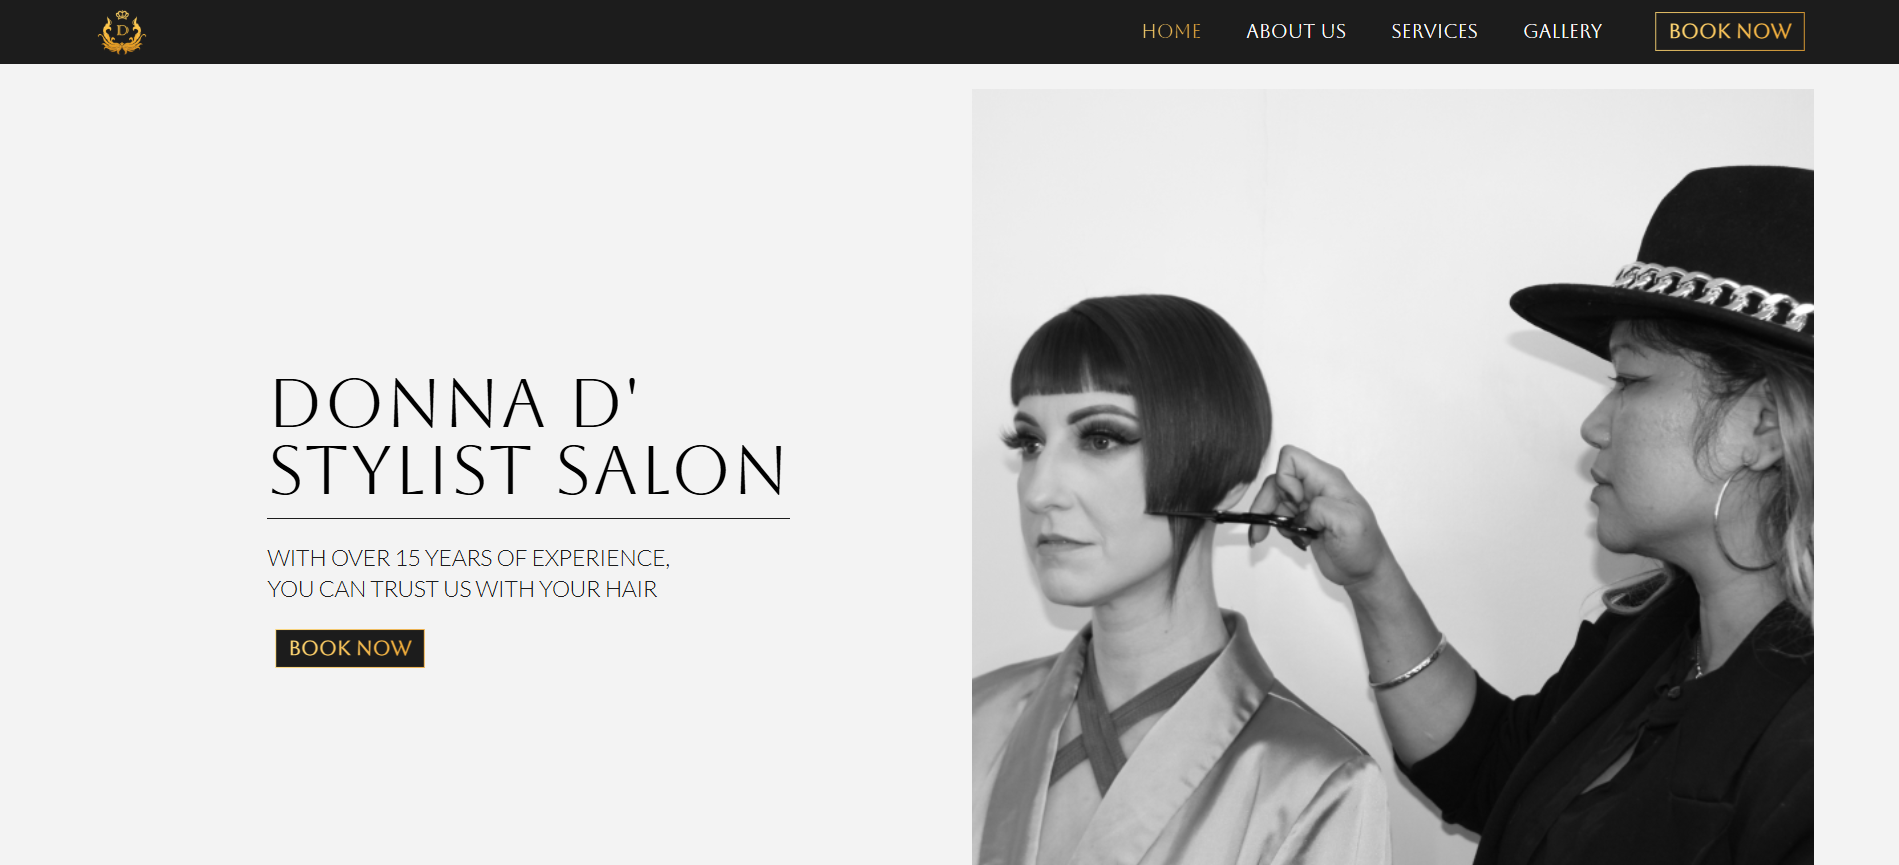 D
HOME ABOUT US SERVICES GALLERY BOOK NOW
DONNA D'
STYLIST SALON
WITH OVER 15 YEARS OF EXPERIENCE,
YOU CAN TRUST US WITH YOUR HAIR
BOOK NOW